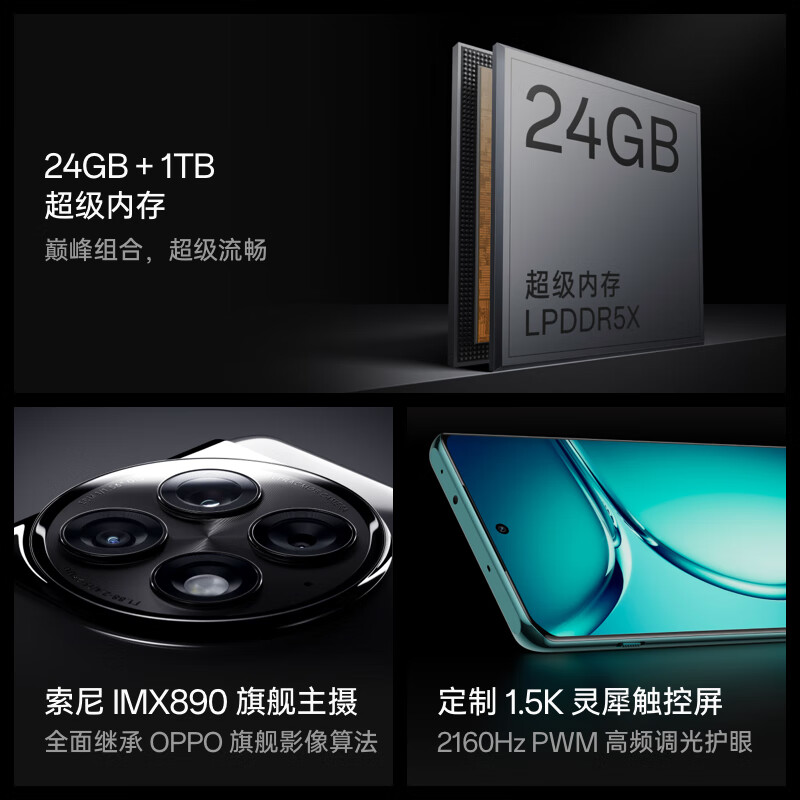 24GB + 1TB
超级内存
巅峰组合，超级流畅
24GB
超级内存
LPDDR5X
索尼 IMX890 旗舰主摄
全面继承 OPPO 旗舰影像算法
定制 1.5K 灵犀触控屏
2160Hz PWM 高频调光护眼